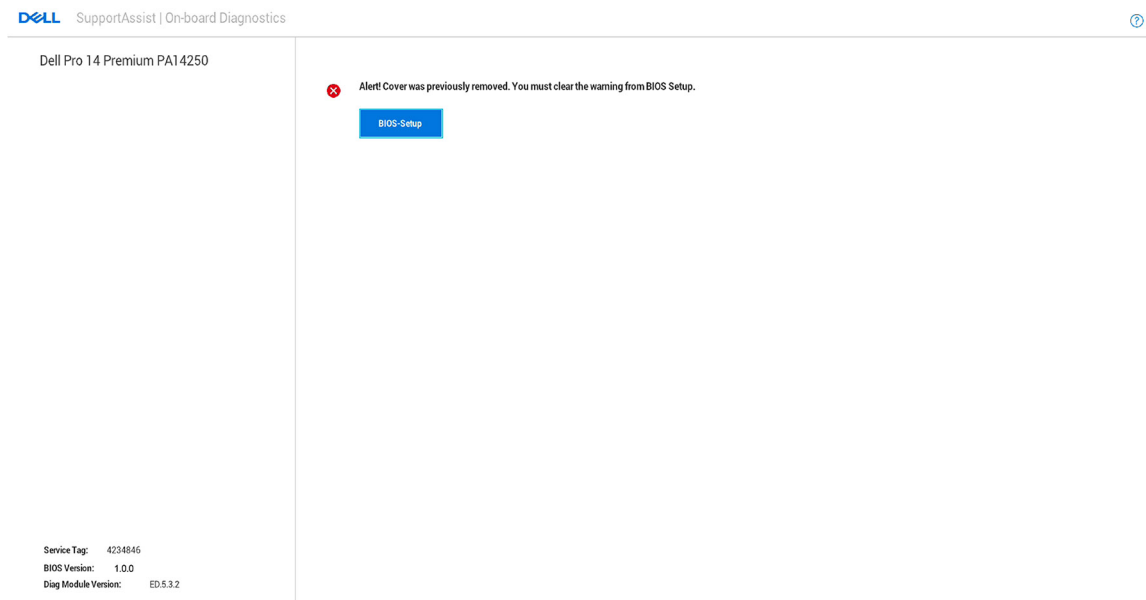 DELL SupportAssist | On-board Diagnostics
?
Dell Pro 14 Premium PA14250
Alert! Cover was previously removed. You must clear the warning from BIOS Setup.
BIOS-Setup
Service Tag: 4234846
BIOS Version: 1.0.0
Diag Module Version: ED.5.3.2